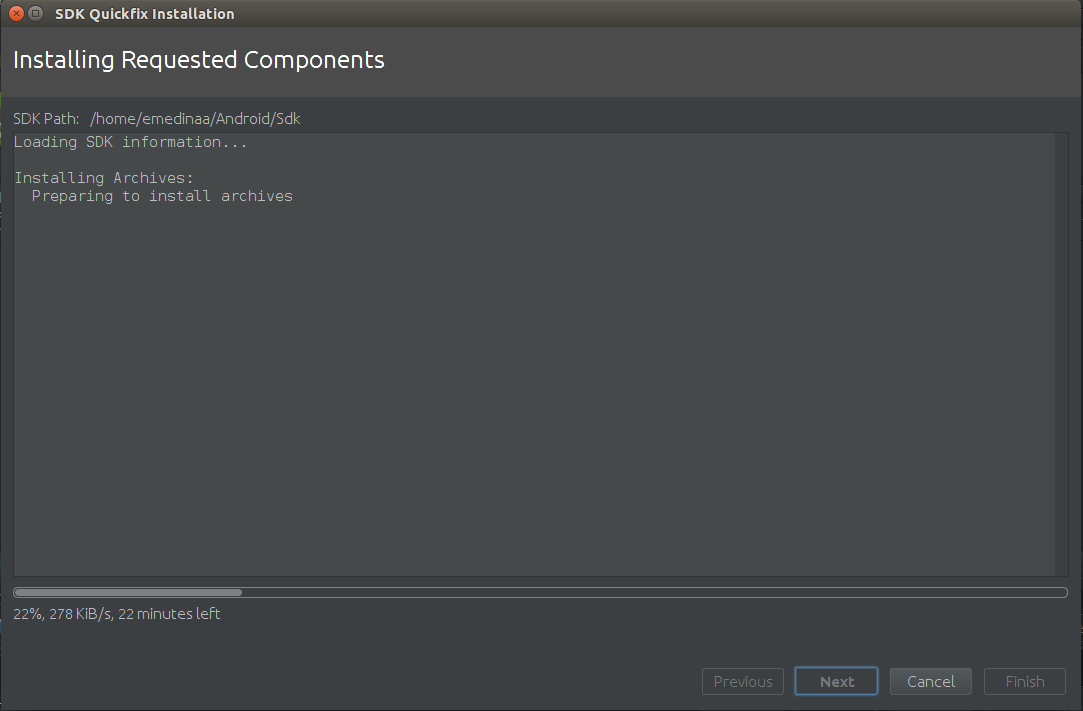 SDK Quickfix Installation
Installing Requested Components
SDK Path: /home/emedinaa/Android/Sdk
Loading SDK information...
Installing Archives:
Preparing to install archives
22%, 278 KiB/s, 22 minutes left
Previous Next Cancel Finish